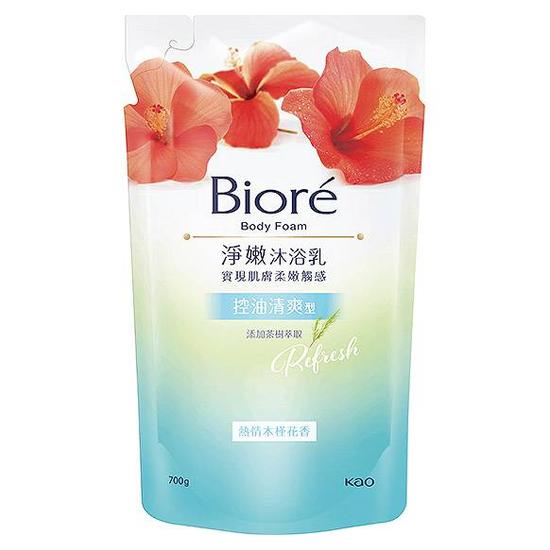 Bioré
Body Foam
淨嫩沐浴乳
實現肌膚柔嫩觸感
控油清爽型
添加茶樹萃取
Refresh
熱情木槿花香
700g
Kao